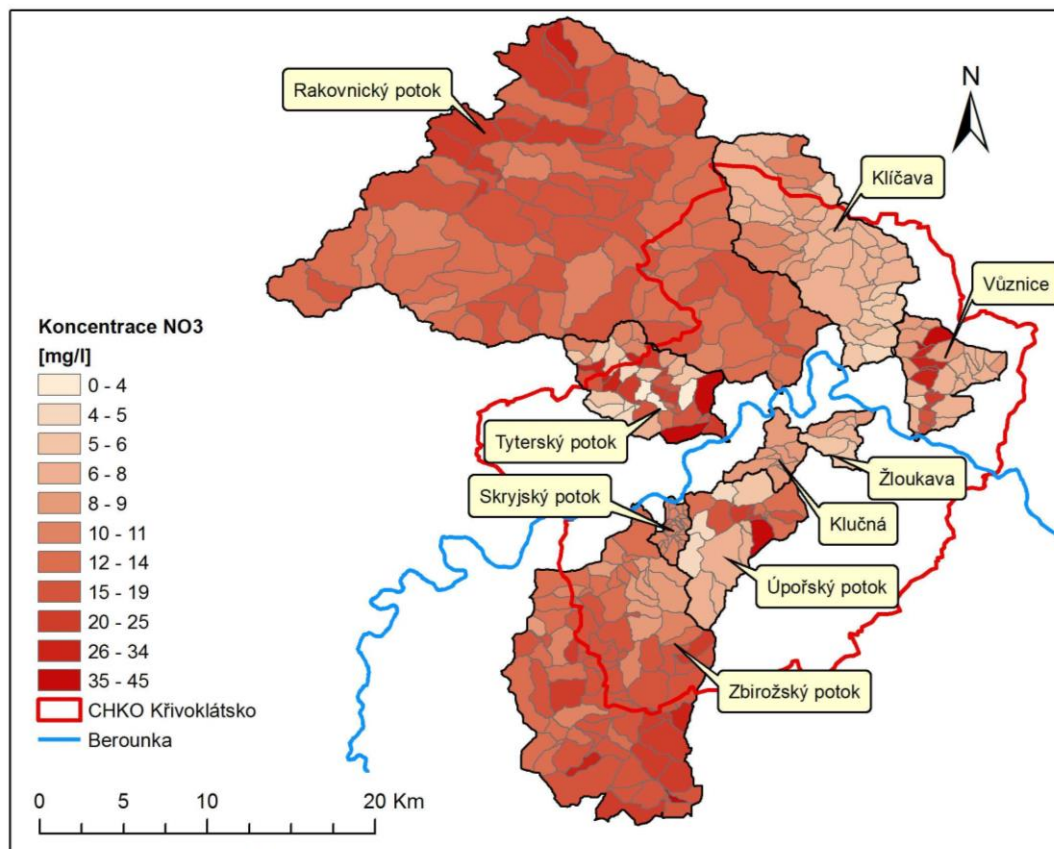 N
Rakovnický potok
Klíčava
Vůznice
Koncentrace NO3
[mg/l]
0 - 4
4 - 5
5 - 6
6 - 8
8 - 9
10 - 11
12 - 14
15 - 19
20 - 25
26 - 34
35 - 45
CHKO Křivoklátsko
Berounka
Tyterský potok
Žloukava
Skryjský potok
Klučná
Úpořský potok
Zbirožský potok
0 5 10 20 Km